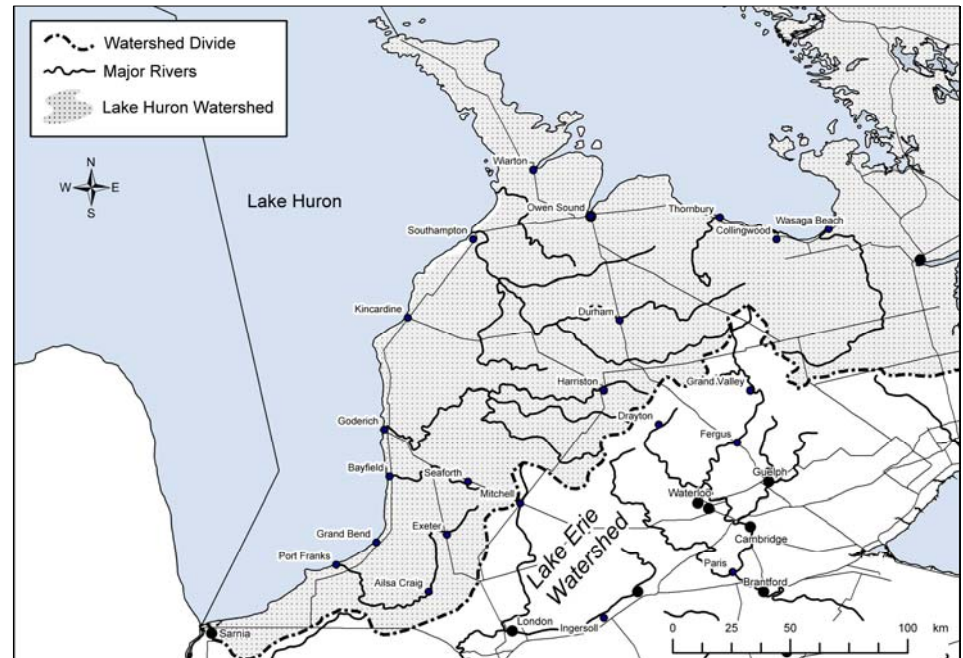 Watershed Divide
Major Rivers
Lake Huron Watershed
N
W
E
S
Lake Huron
Wiarton
Owen Sound
Thornbury
Wasaga Beach
Southampton
Collingwood
Kincardine
Durham
Harriston
Grand Valley
Drayton
Goderich
Fergus
Bayfield
Seaforth
Guelph
Mitchell
Waterloo
Lake Erie
Watershed
Exeter
Grand Bend
Cambridge
Port Franks
Paris
Ailsa Craig
Brantford
Sarnia
London
Ingersoll
0 12.5 25 50 100 km